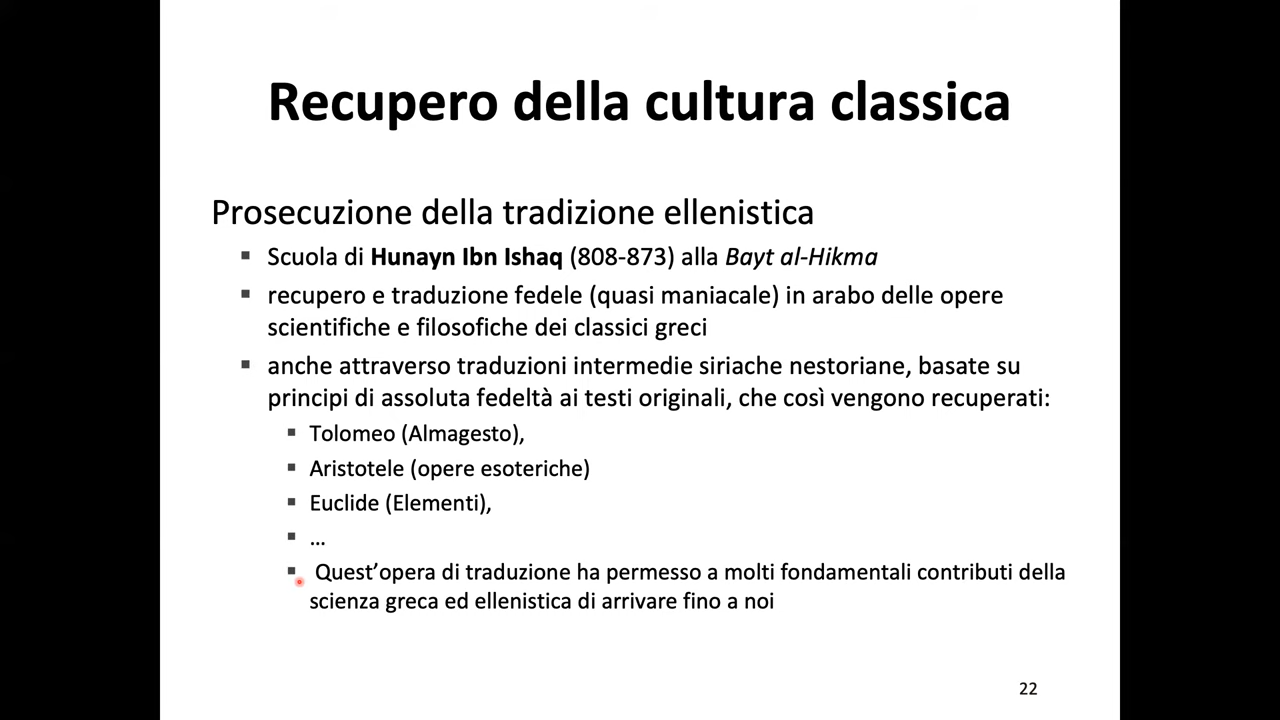 Recupero della cultura classica
Prosecuzione della tradizione ellenistica
▪ Scuola di Hunayn Ibn Ishaq (808-873) alla Bayt al-Hikma
▪ recupero e traduzione fedele (quasi maniacale) in arabo delle opere
scientifiche e filosofiche dei classici greci
▪ anche attraverso traduzioni intermedie siriache nestoriane, basate su
principi di assoluta fedeltà ai testi originali, che così vengono recuperati:
▪ Tolomeo (Almagesto),
▪ Aristotele (opere esoteriche)
▪ Euclide (Elementi),
▪ …
▪ Quest’opera di traduzione ha permesso a molti fondamentali contributi della
scienza greca ed ellenistica di arrivare fino a noi
22